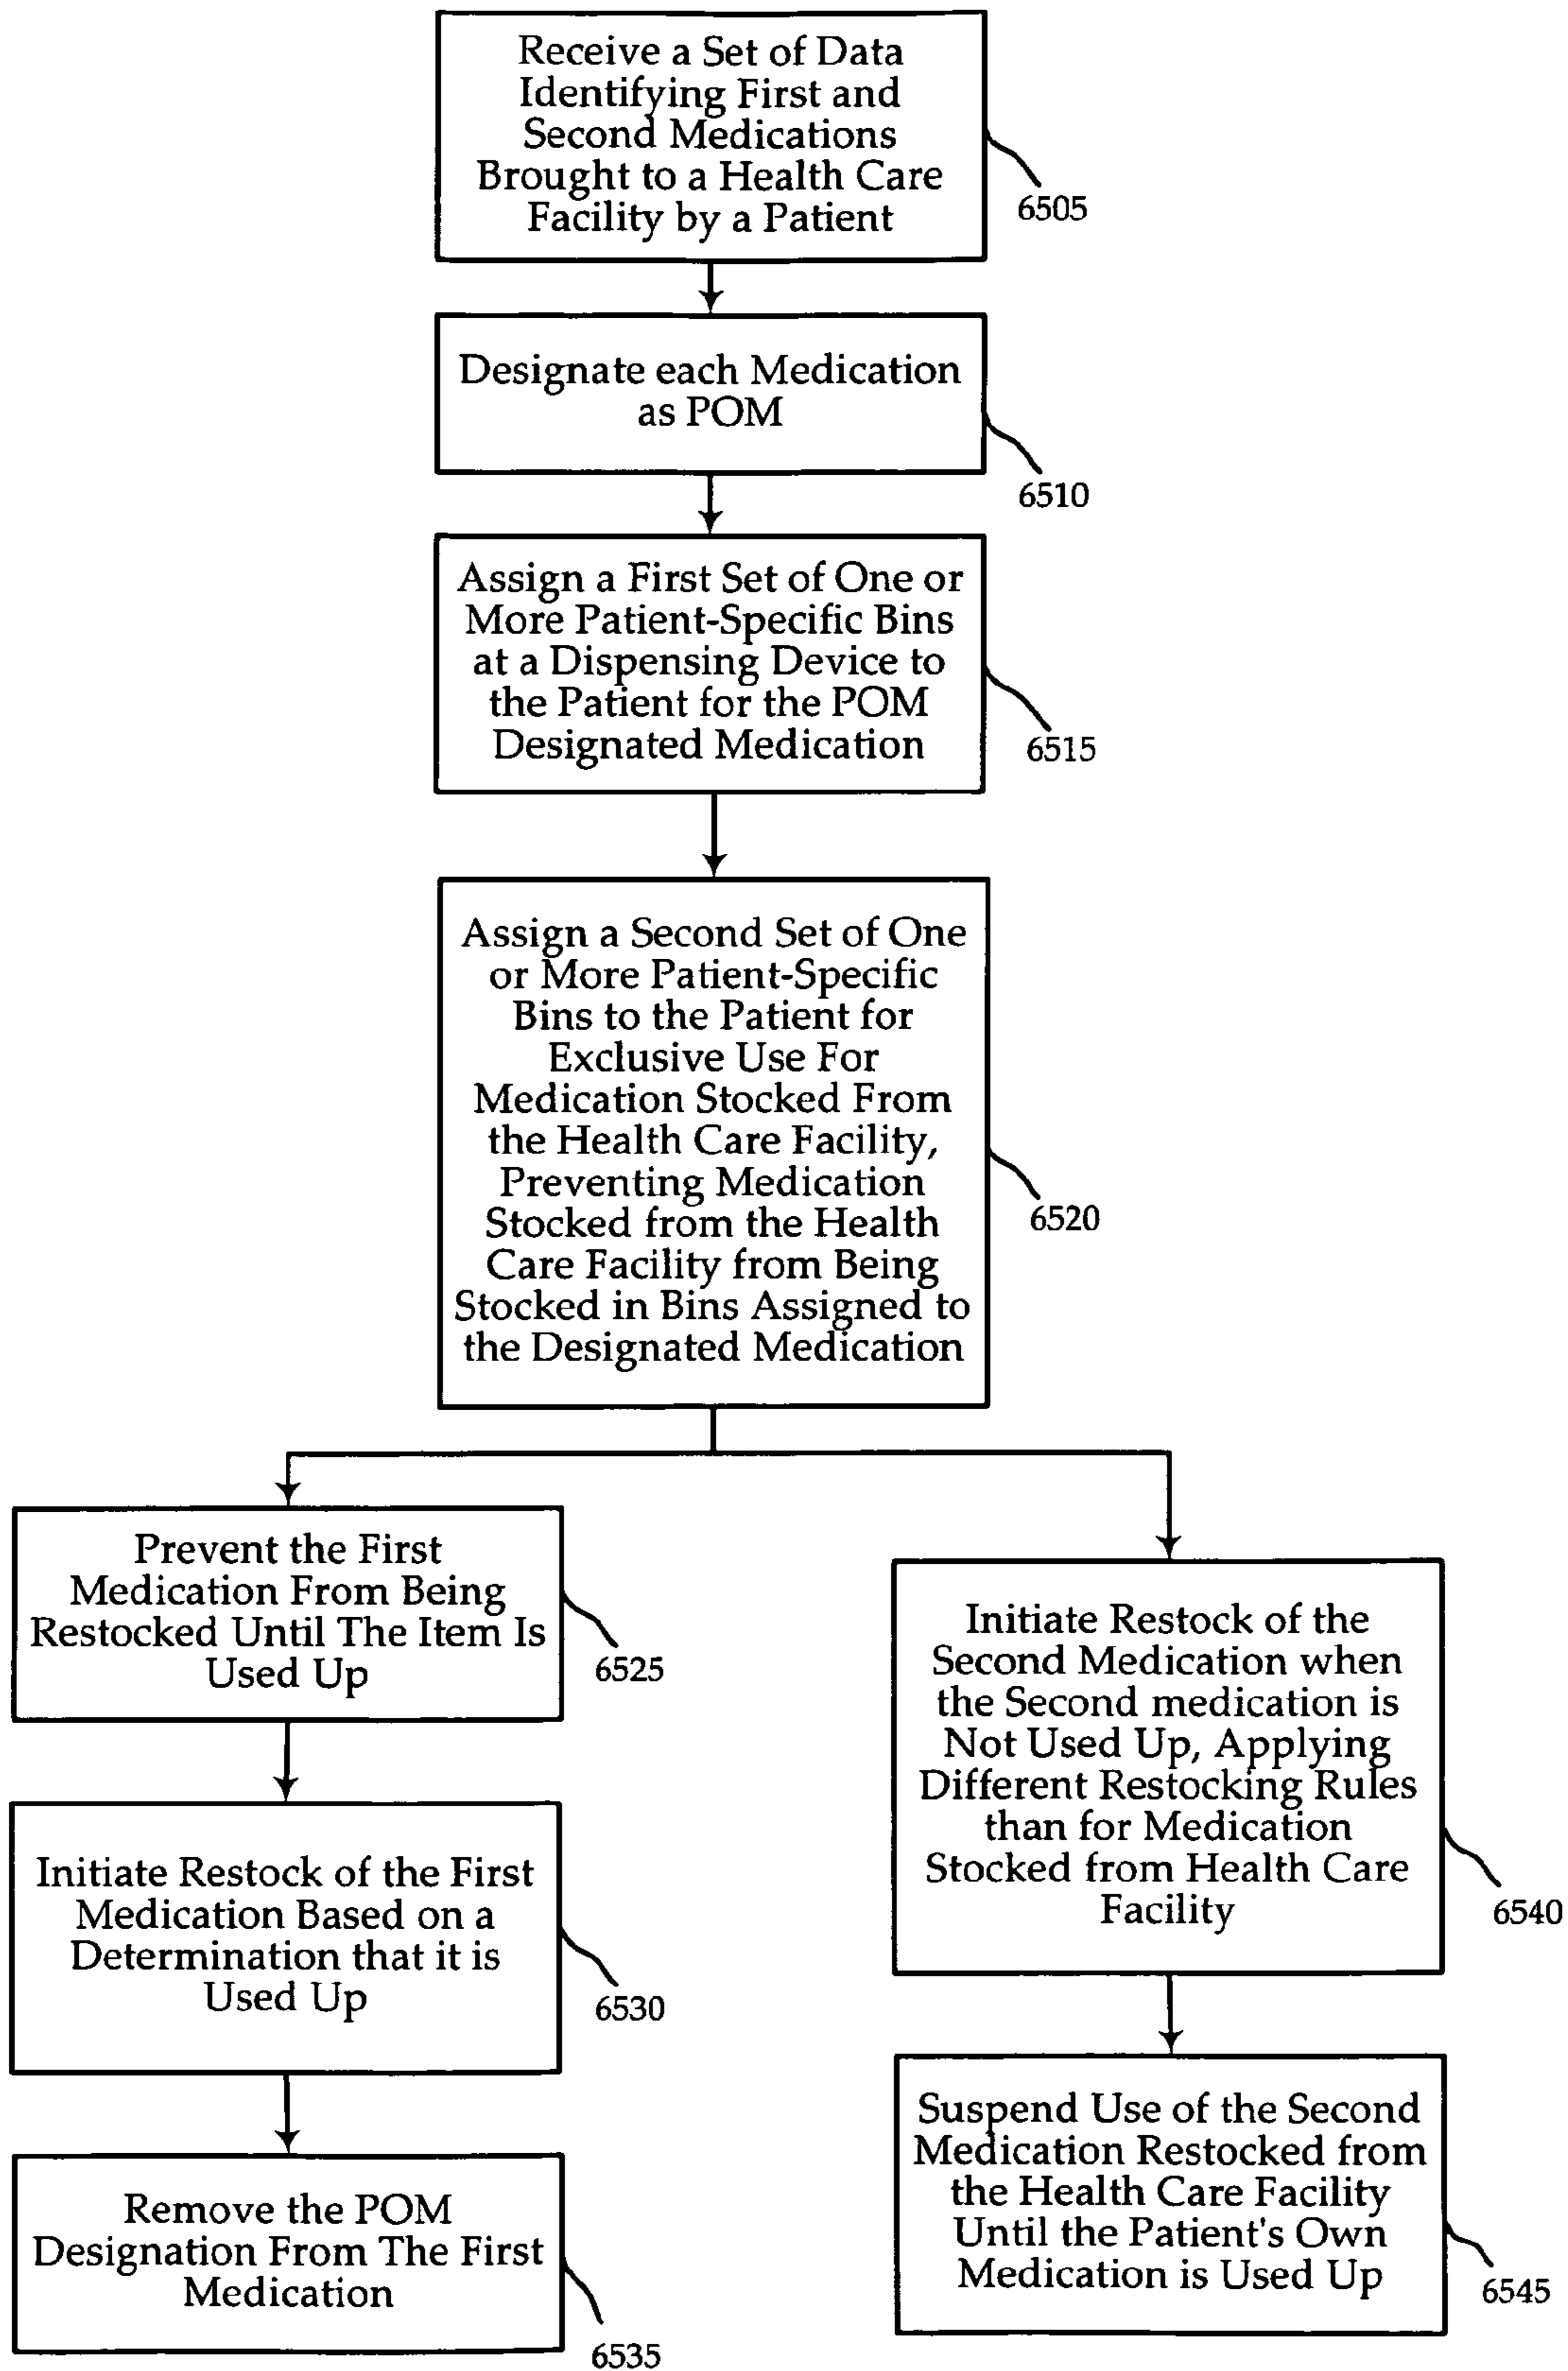 Receive a Set of Data
Identifying First and
Second Medications
Brought to a Health Care
Facility by a Patient
6505
Designate each Medication
as POM
6510
Assign a First Set of One or
More Patient-Specific Bins
at a Dispensing Device to
the Patient for the POM
Designated Medication
6515
Assign a Second Set of One
or More Patient-Specific
Bins to the Patient for
Exclusive Use For
Medication Stocked From
the Health Care Facility,
Preventing Medication
Stocked from the Health
Care Facility from Being
Stocked in Bins Assigned to
the Designated Medication
6520
Prevent the First
Medication From Being
Restocked Until The Item Is
Used Up
6525
Initiate Restock of the First
Medication Based on a
Determination that it is
Used Up
6530
Remove the POM
Designation From The First
Medication
6535
Initiate Restock of the
Second Medication when
the Second medication is
Not Used Up, Applying
Different Restocking Rules
than for Medication
Stocked from Health Care
Facility
6540
Suspend Use of the Second
Medication Restocked from
the Health Care Facility
Until the Patient's Own
Medication is Used Up
6545